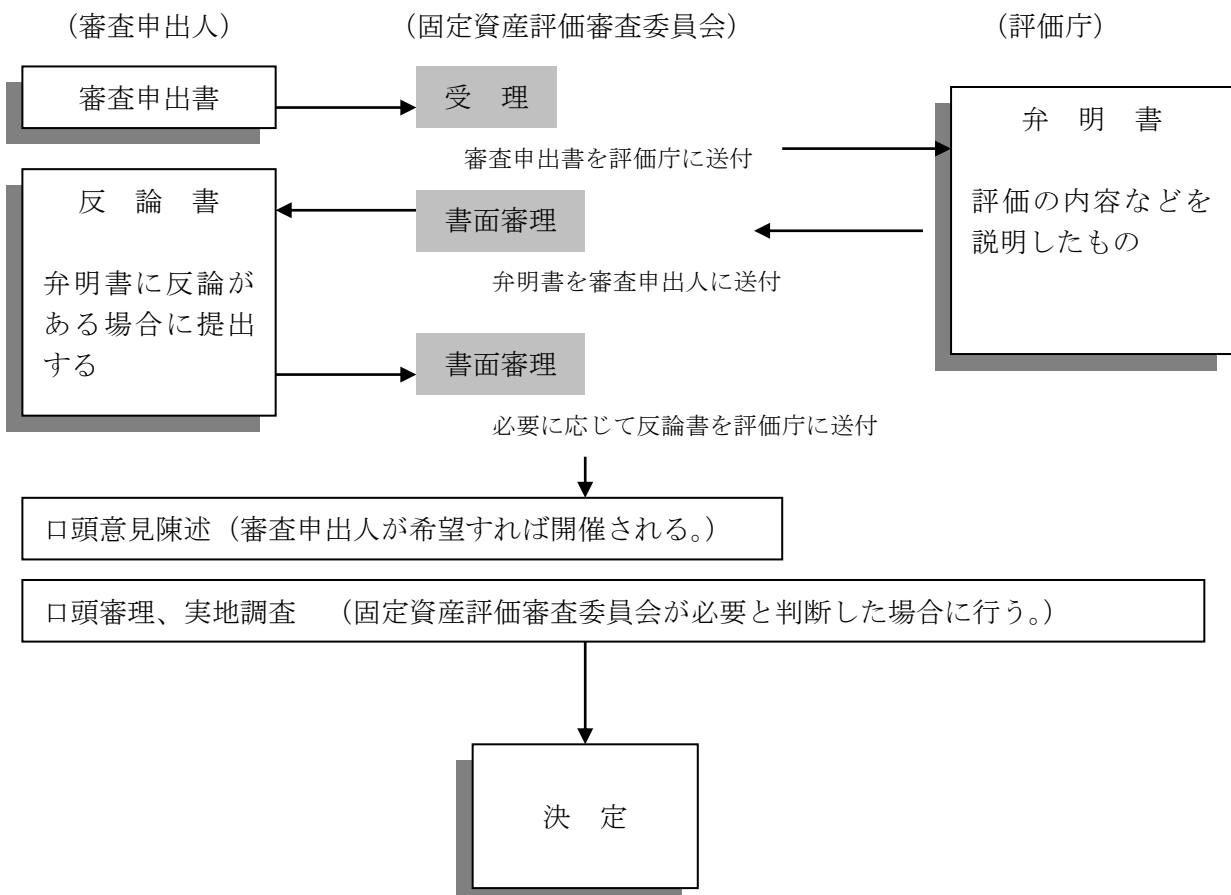 (審査申出人) (固定資産評価審査委員会) (評価庁)
審査申出書
受 理
弁 明 書
審査申出書を評価庁に送付
反 論 書
書面審理
評価の内容などを
説明したもの
弁明書を審査申出人に送付
弁明書に反論が
ある場合に提出
する
書面審理
必要に応じて反論書を評価庁に送付
口頭意見陳述(審査申出人が希望すれば開催される。)
口頭審理、実地調査 (固定資産評価審査委員会が必要と判断した場合に行う。)
決 定